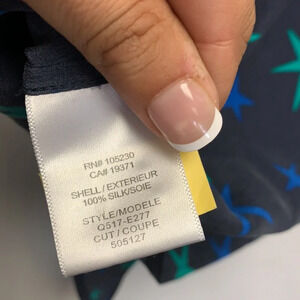 RN# 105230
CA# 19371
SHELL / EXTERIEUR
100% SILK/SOIE
STYLE/MODELE
Q517-E277
CUT / COUPE
505127